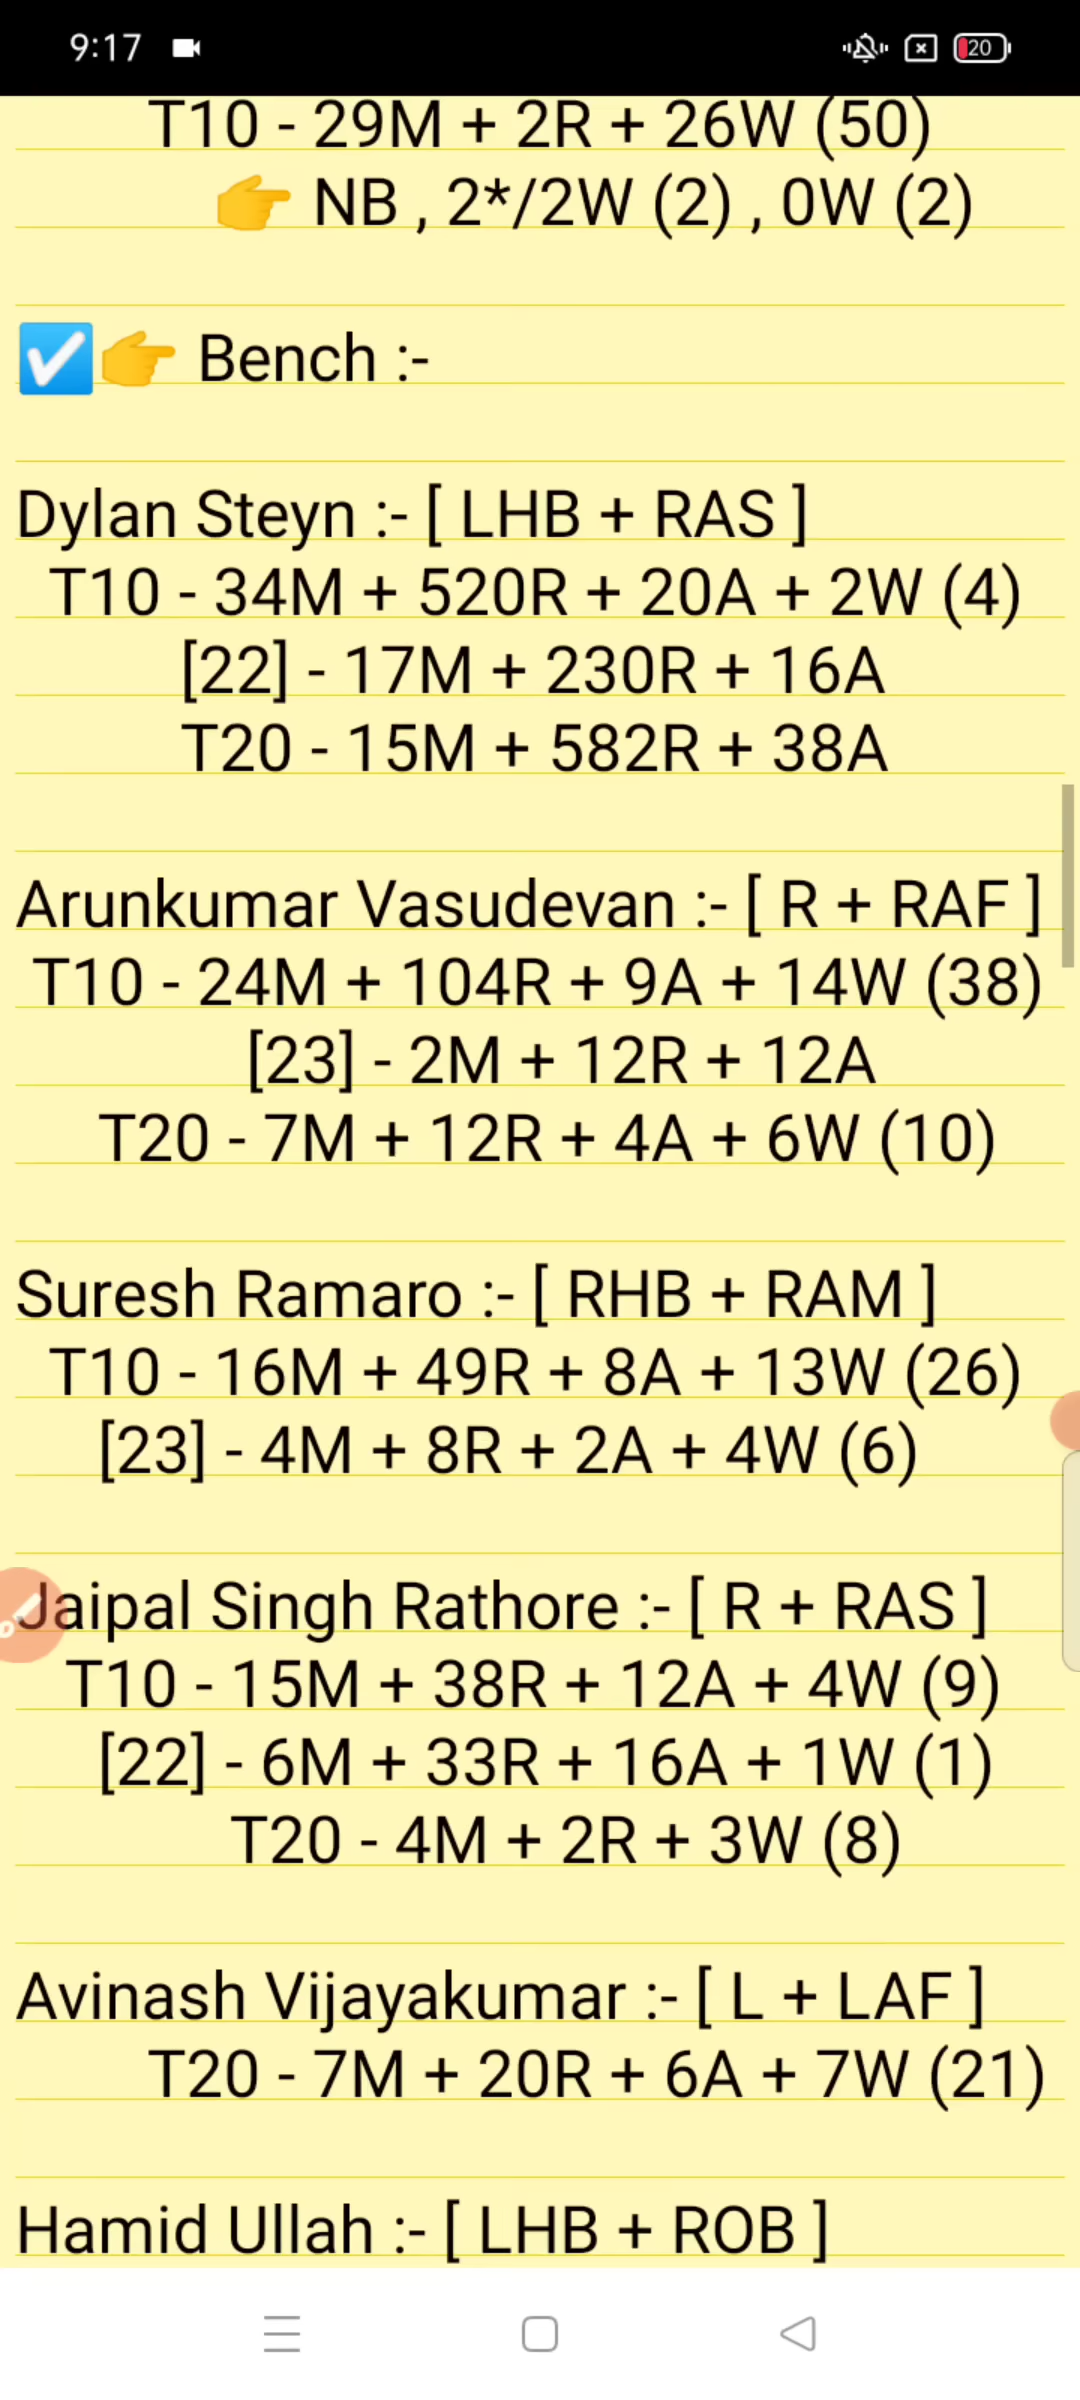 9:17
20
T10 - 29M + 2R + 26W (50)
👉 NB , 2*/2W (2) , 0W (2)
☑👉 Bench :-
Dylan Steyn :- [ LHB + RAS ]
T10 - 34M + 520R + 20A + 2W (4)
[22] - 17M + 230R + 16A
T20 - 15M + 582R + 38A
Arunkumar Vasudevan :- [ R + RAF ]
T10 - 24M + 104R + 9A + 14W (38)
[23] - 2M + 12R + 12A
T20 - 7M + 12R + 4A + 6W (10)
Suresh Ramaro :- [ RHB + RAM ]
T10 - 16M + 49R + 8A + 13W (26)
[23] - 4M + 8R + 2A + 4W (6)
Jaipal Singh Rathore :- [ R + RAS ]
T10 - 15M + 38R + 12A + 4W (9)
[22] - 6M + 33R + 16A + 1W (1)
T20 - 4M + 2R + 3W (8)
Avinash Vijayakumar :- [ L + LAF ]
T20 - 7M + 20R + 6A + 7W (21)
Hamid Ullah :- [ LHB + ROB ]